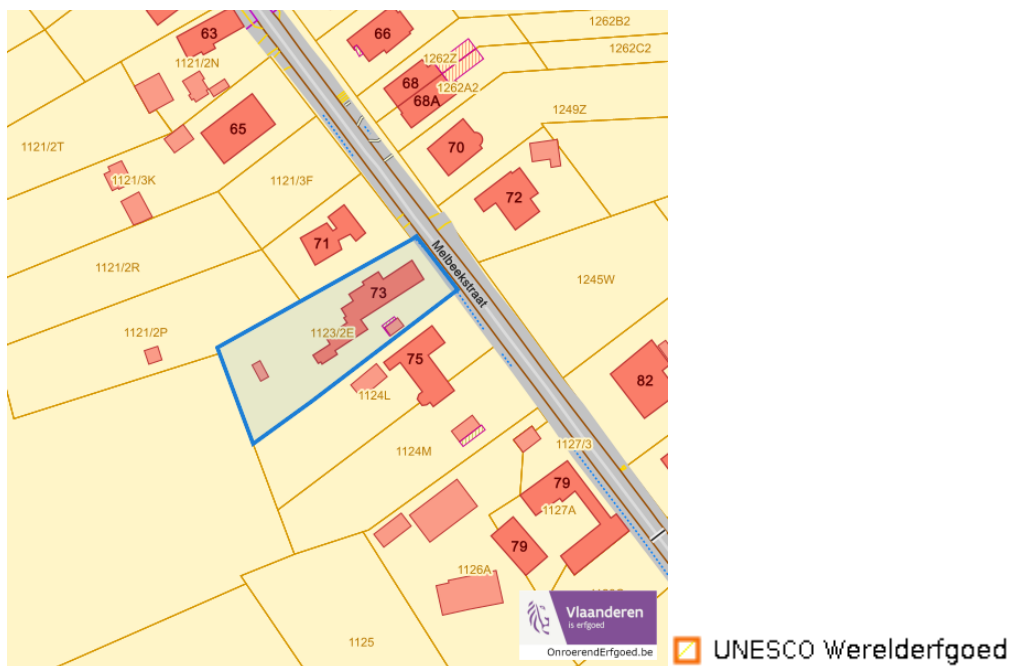 63
66
1262B2
1262C2
1121/2N
1262Z
68
1262A2
68A
1249Z
65
1121/2T
70
1121/3K
1121/3F
72
71
Melbeekstraat
1121/2R
1245W
73
1121/2P
1123/2E
75
82
1124L
1124M
1127/3
79
1127A
79
1126A
1125
Vlaanderen
is erfgoed
OnroerendErfgoed.be
UNESCO Werelderfgoed